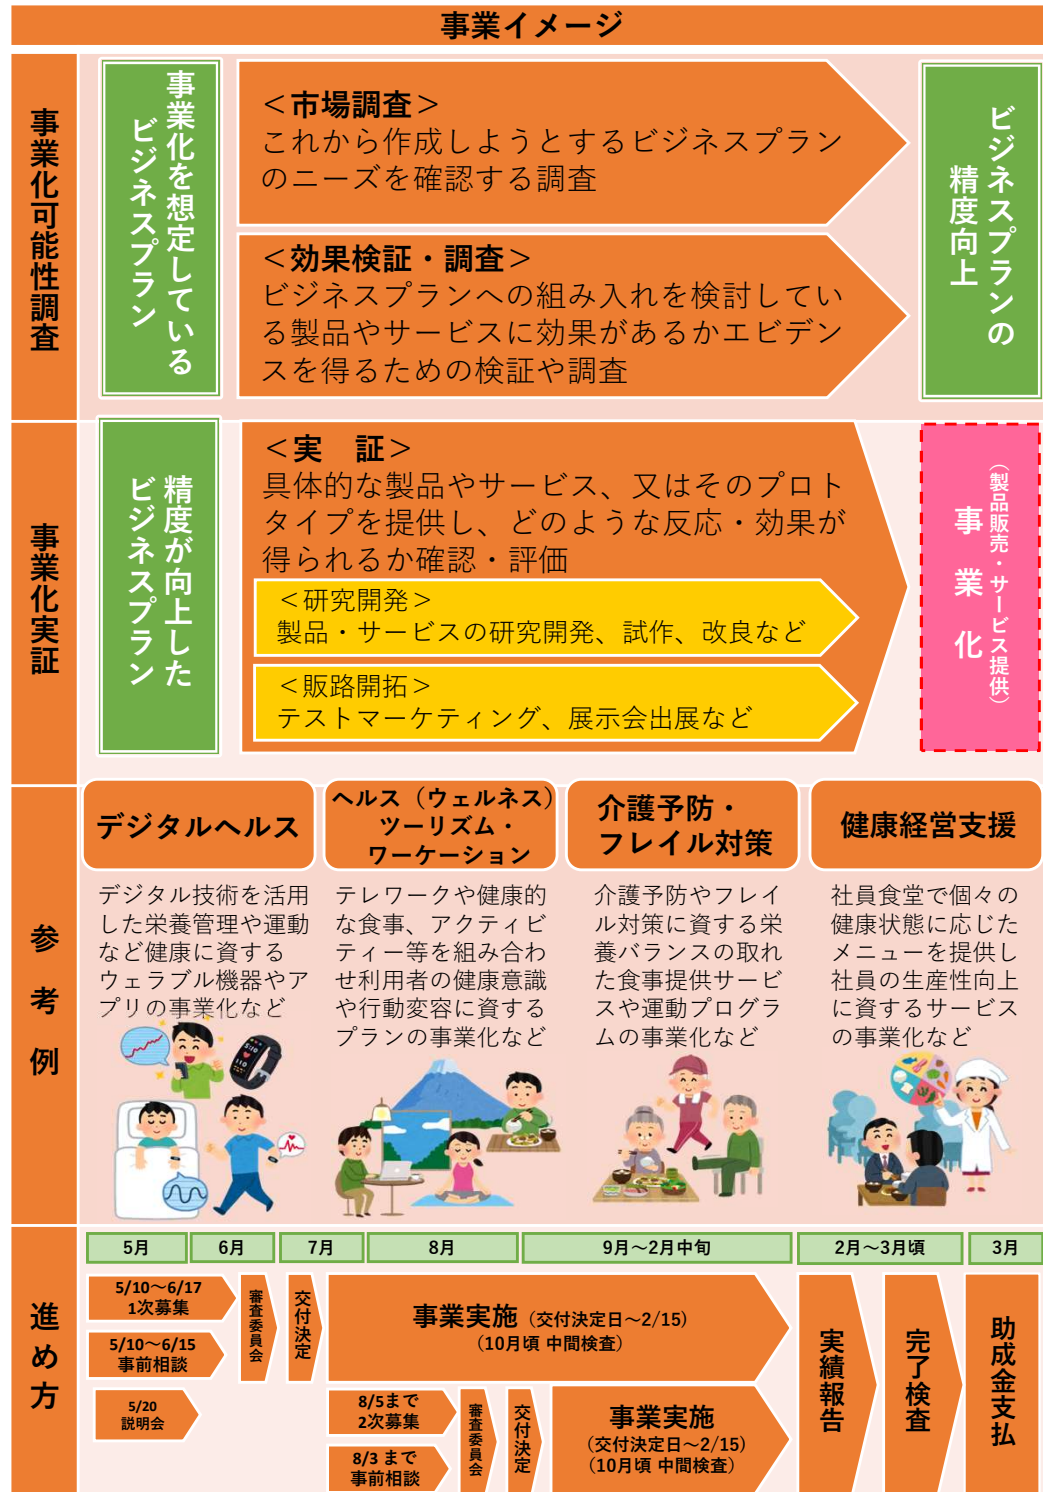 事業イメージ
事業化可能性調査
事業化を想定している
ビジネスプラン
＜市場調査＞
これから作成しようとするビジネスプラン
のニーズを確認する調査
＜効果検証・調査＞
ビジネスプランへの組み入れを検討してい
る製品やサービスに効果があるかエビデン
スを得るための検証や調査
ビジネスプランの
精度向上
事業化実証
精度が向上した
ビジネスプラン
＜実　証＞
具体的な製品やサービス、又はそのプロト
タイプを提供し、どのような反応・効果が
得られるか確認・評価
＜研究開発＞
製品・サービスの研究開発、試作、改良など
＜販路開拓＞
テストマーケティング、展示会出展など
（製品販売・サービス提供）
事　業　化
参　考　例
デジタルヘルス
デジタル技術を活用
した栄養管理や運動
など健康に資する
ウェラブル機器やア
プリの事業化など
ヘルス（ウェルネス）
ツーリズム・
ワーケーション
テレワークや健康的
な食事、アクティビ
ティー等を組み合わ
せ利用者の健康意識
や行動変容に資する
プランの事業化など
介護予防・
フレイル対策
介護予防やフレイ
ル対策に資する栄
養バランスの取れ
た食事提供サービ
スや運動プログラ
ムの事業化など
健康経営支援
社員食堂で個々の
健康状態に応じた
メニューを提供し
社員の生産性向上
に資するサービス
の事業化など
進め方
5月
6月
7月
8月
9月～2月中旬
2月～3月頃
3月
5/10～6/17
1次募集
5/10～6/15
事前相談
5/20
説明会
審査委員会
交付決定
事業実施（交付決定日～2/15）
（10月頃 中間検査）
8/5まで
2次募集
8/3 まで
事前相談
審査委員会
交付決定
事業実施
（交付決定日～2/15）
（10月頃 中間検査）
実績報告
完了検査
助成金支払